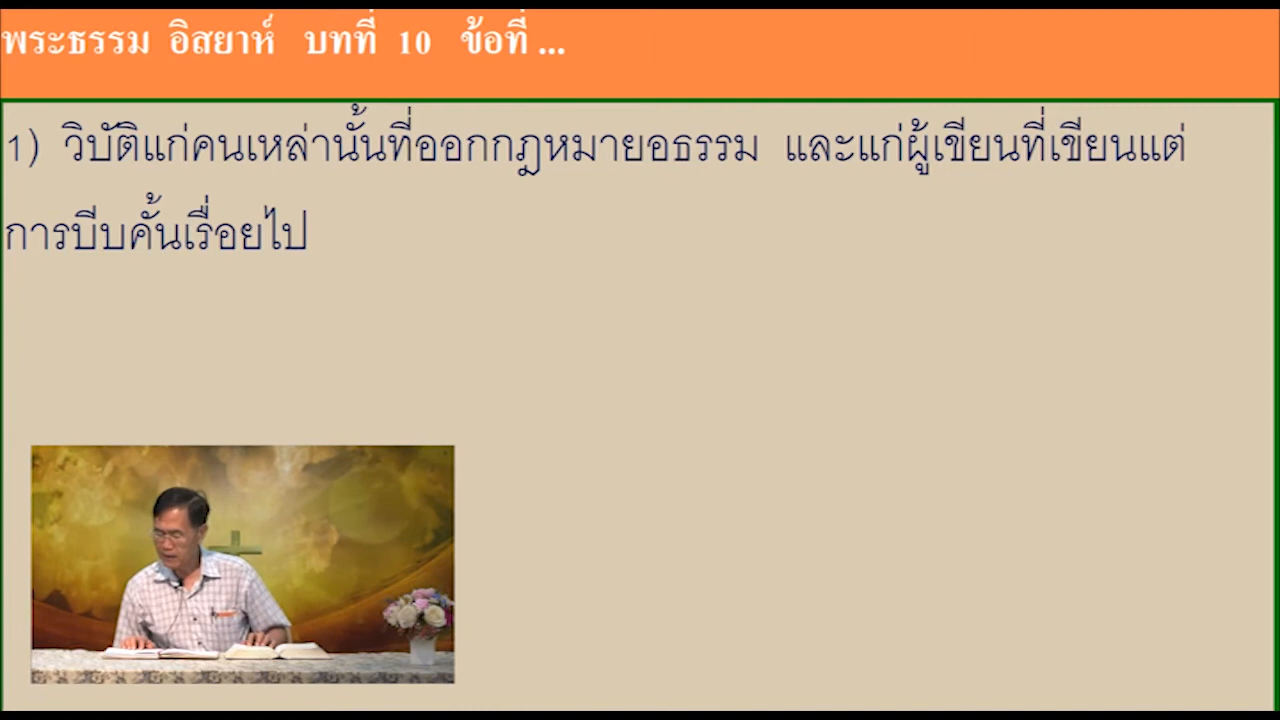 พระธรรม อิสยาห์ บทที่ 10 ข้อที่ ...
1) วิบัติแก่คนเหล่านั้นที่ออกกฎหมายอธรรม และแก่ผู้เขียนที่เขียนแต่
การบีบคั้นเรื่อยไป